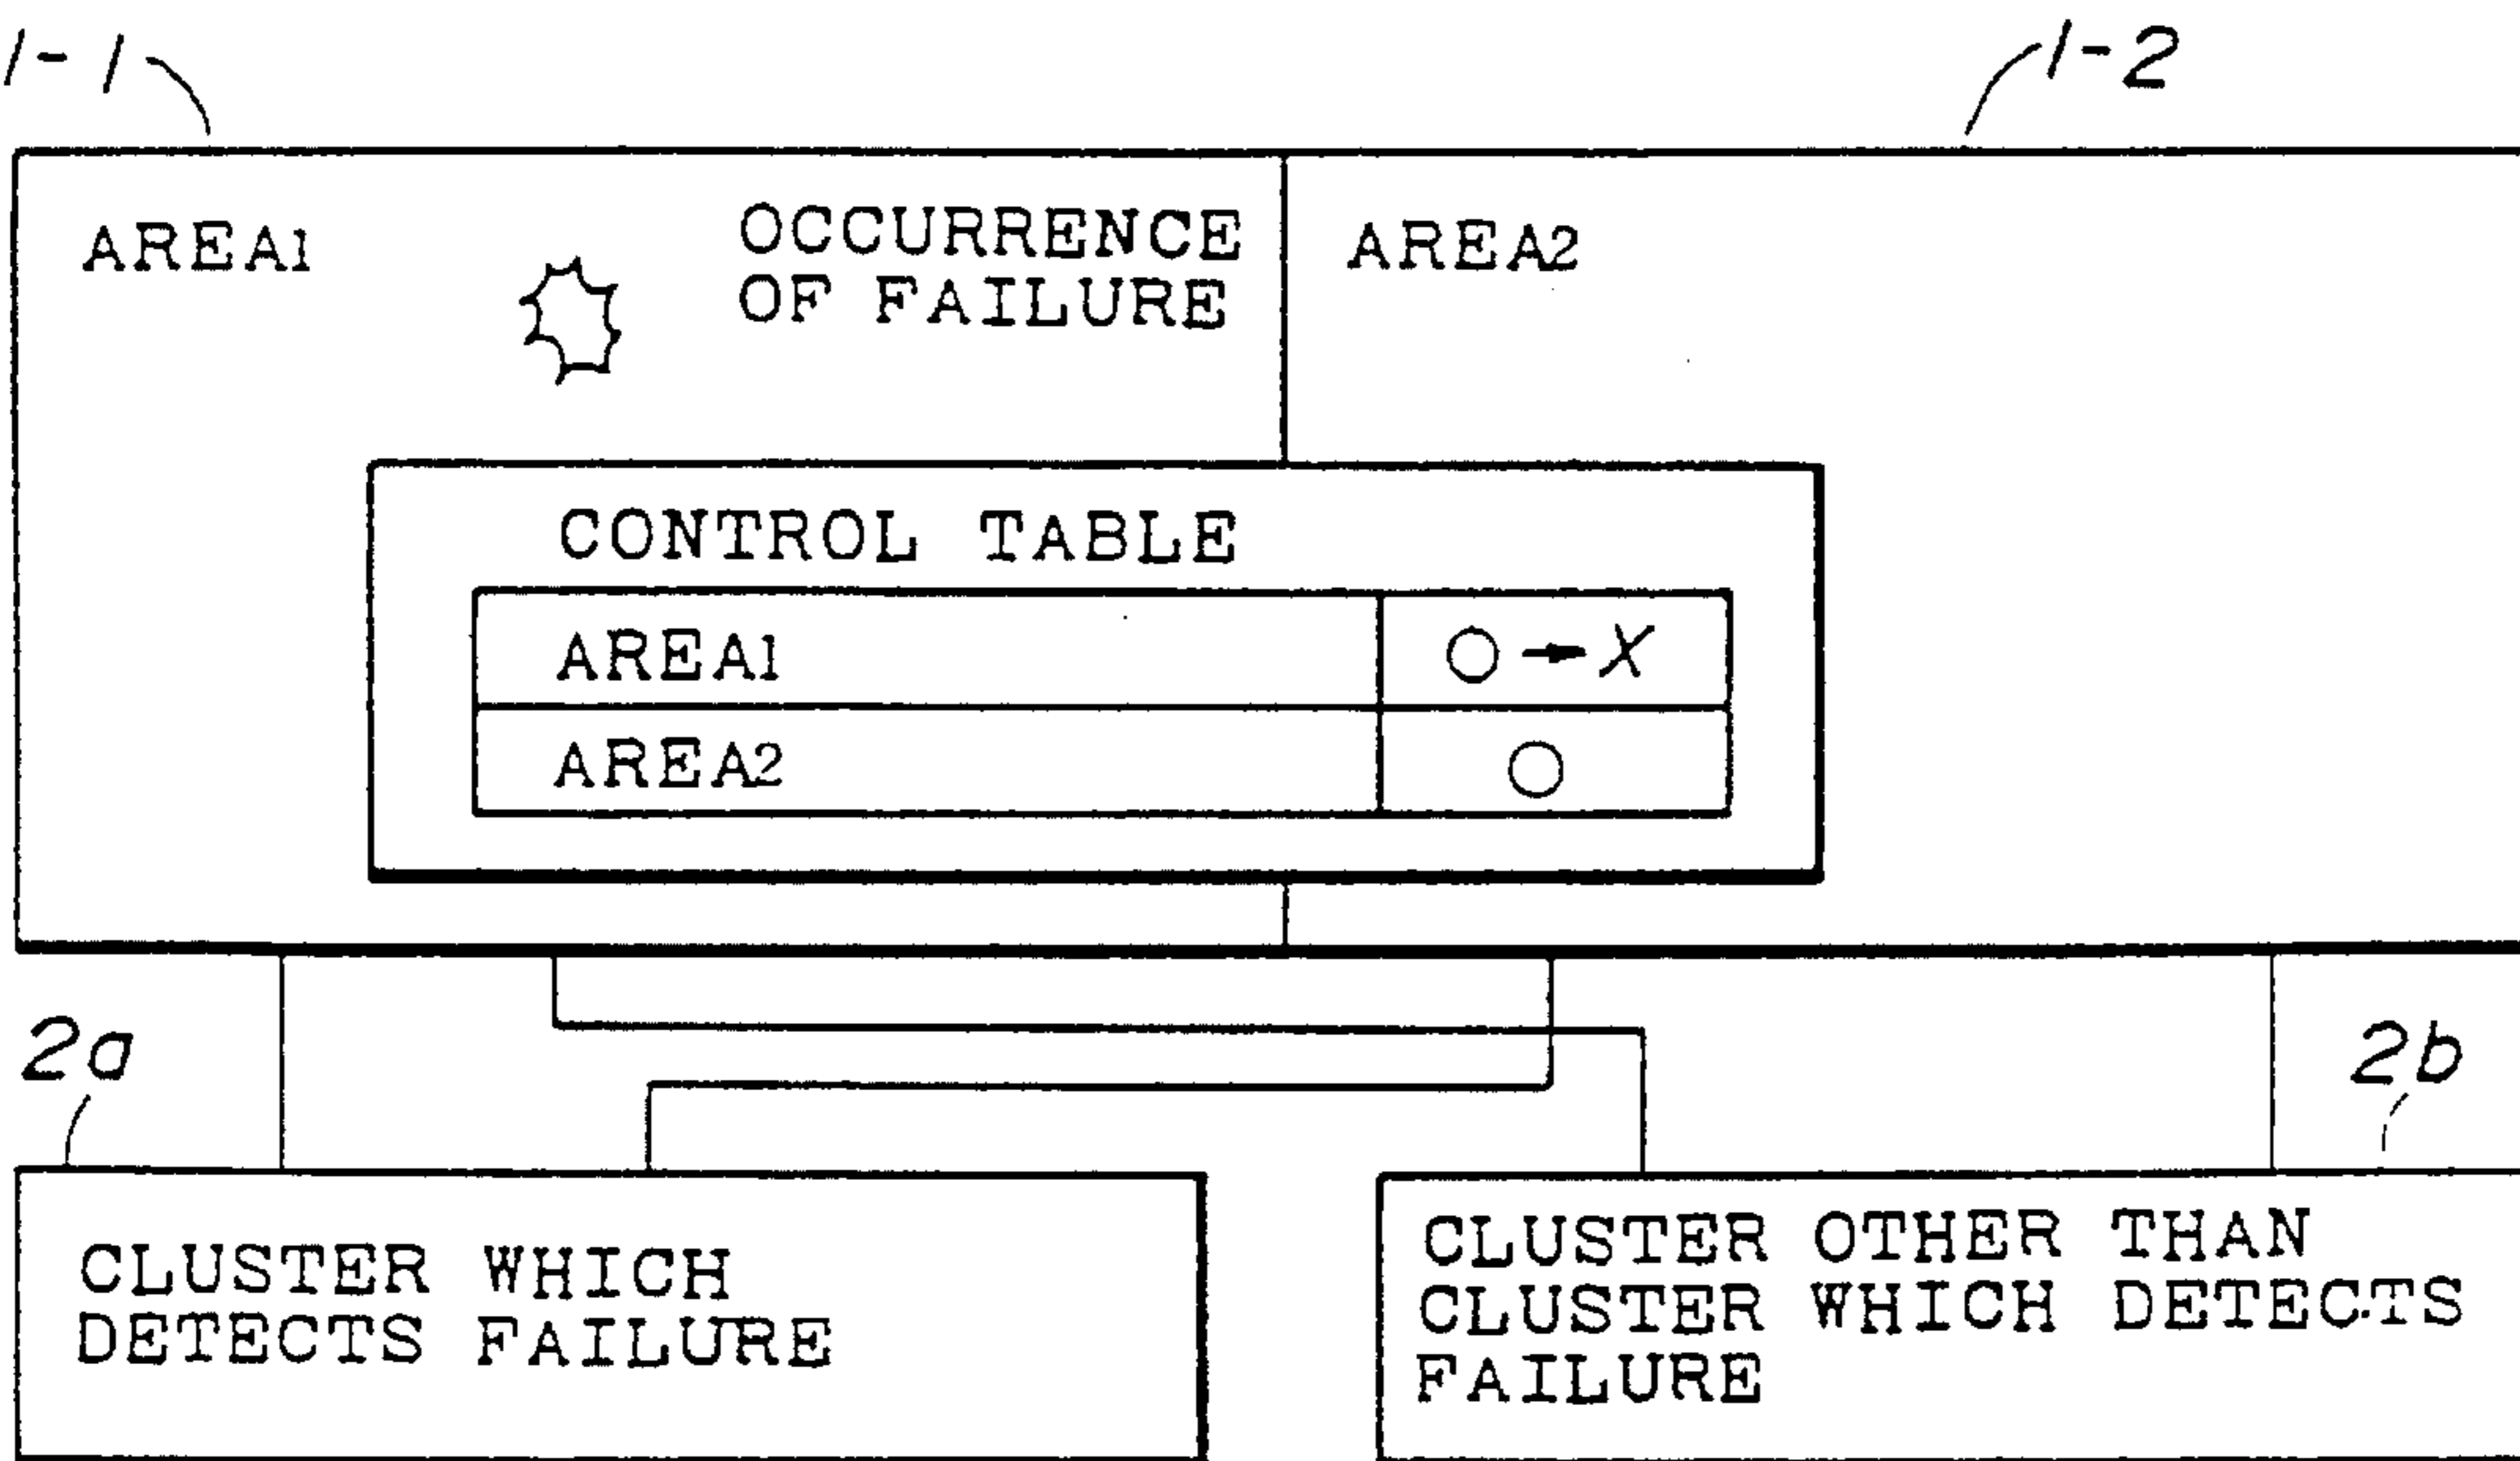 1-1
1-2
AREA1
OCCURRENCE
OF FAILURE
AREA2
CONTROL TABLE
AREA1 ○→X
AREA2 ○
2a
2b
CLUSTER WHICH
DETECTS FAILURE
CLUSTER OTHER THAN
CLUSTER WHICH DETECTS
FAILURE